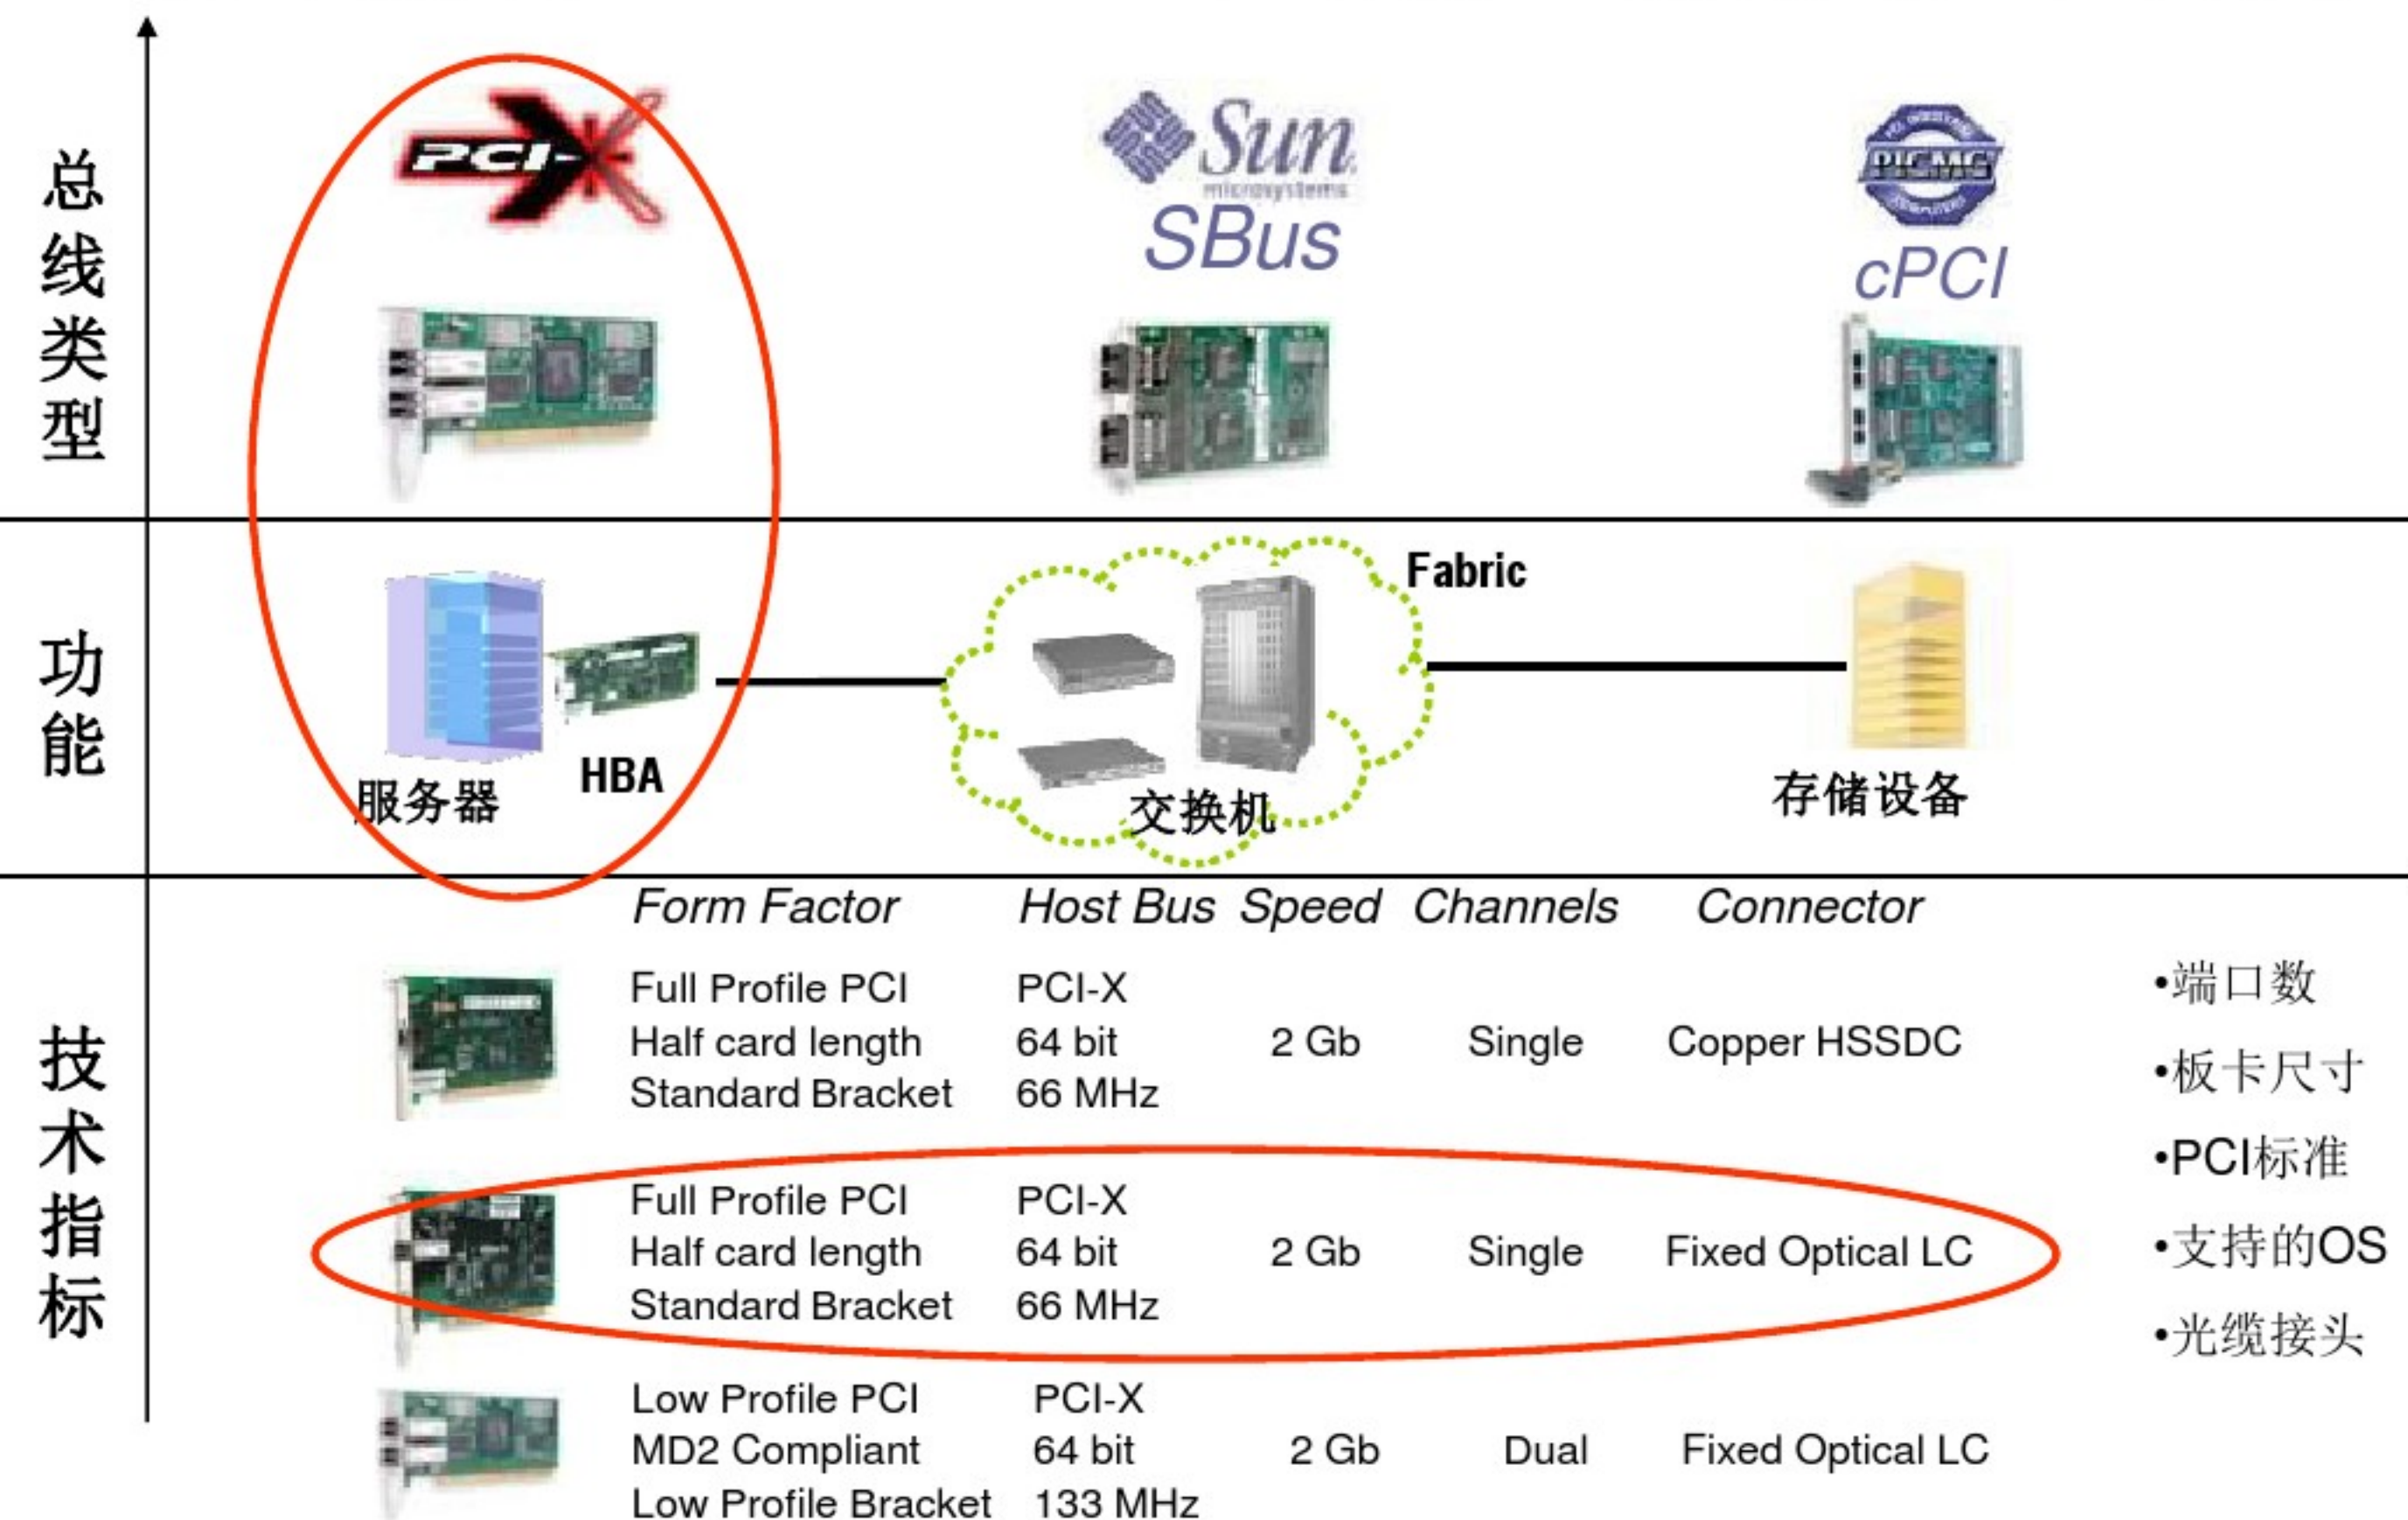 总线类型
PCI-X
Sun
microsystems
SBus
PICMG
cPCI
功能
服务器
HBA
交换机
Fabric
存储设备
技术指标
Form Factor Host Bus Speed Channels Connector
Full Profile PCI PCI-X
Half card length 64 bit 2 Gb Single Copper HSSDC
Standard Bracket 66 MHz
Full Profile PCI PCI-X
Half card length 64 bit 2 Gb Single Fixed Optical LC
Standard Bracket 66 MHz
Low Profile PCI PCI-X
MD2 Compliant 64 bit 2 Gb Dual Fixed Optical LC
Low Profile Bracket 133 MHz
•端口数
•板卡尺寸
•PCI标准
•支持的OS
•光缆接头